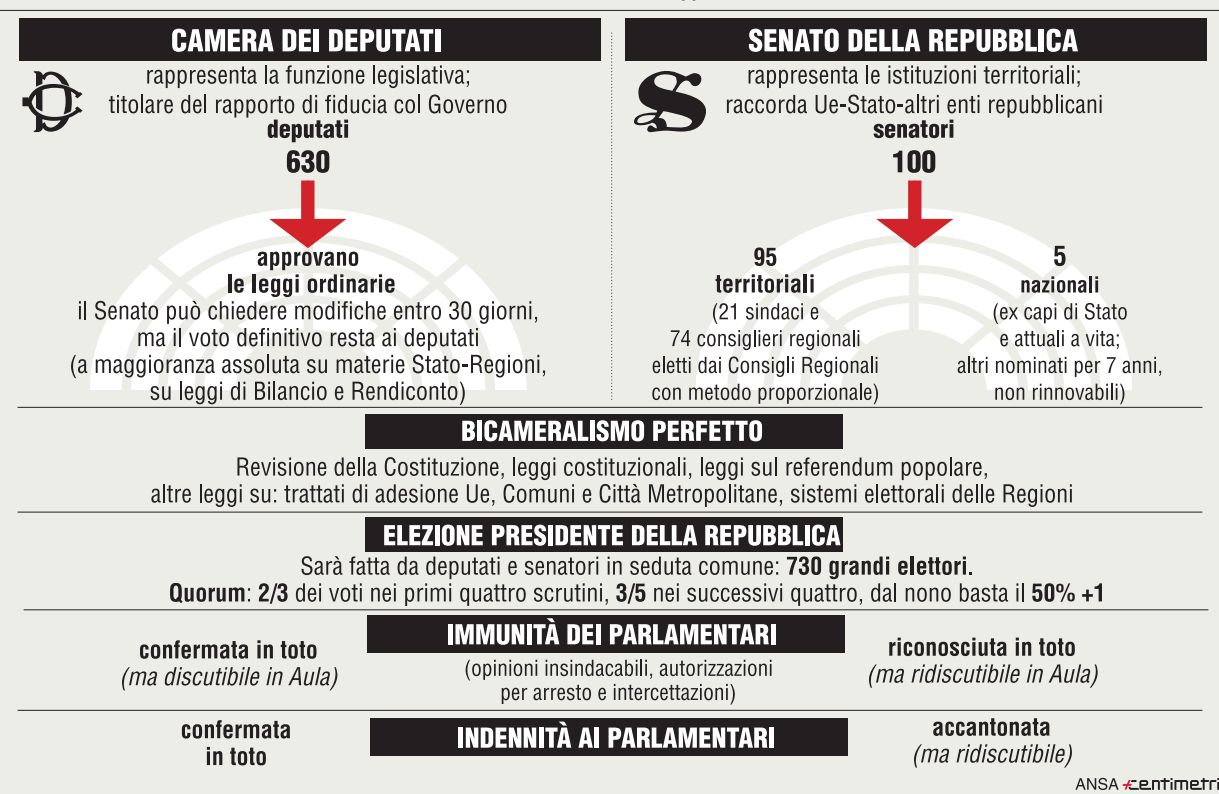 CAMERA DEI DEPUTATI
rappresenta la funzione legislativa;
titolare del rapporto di fiducia col Governo
deputati
630
approvano
le leggi ordinarie
il Senato può chiedere modifiche entro 30 giorni,
ma il voto definitivo resta ai deputati
(a maggioranza assoluta su materie Stato-Regioni,
su leggi di Bilancio e Rendiconto)
SENATO DELLA REPUBBLICA
rappresenta le istituzioni territoriali;
raccorda Ue-Stato-altri enti repubblicani
senatori
100
95
territoriali
(21 sindaci e
74 consiglieri regionali
eletti dai Consigli Regionali
con metodo proporzionale)
5
nazionali
(ex capi di Stato
e attuali a vita;
altri nominati per 7 anni,
non rinnovabili)
BICAMERALISMO PERFETTO
Revisione della Costituzione, leggi costituzionali, leggi sul referendum popolare,
altre leggi su: trattati di adesione Ue, Comuni e Città Metropolitane, sistemi elettorali delle Regioni
ELEZIONE PRESIDENTE DELLA REPUBBLICA
Sarà fatta da deputati e senatori in seduta comune: 730 grandi elettori.
Quorum: 2/3 dei voti nei primi quattro scrutini, 3/5 nei successivi quattro, dal nono basta il 50% +1
confermata in toto
(ma discutibile in Aula)
IMMUNITÀ DEI PARLAMENTARI
(opinioni insindacabili, autorizzazioni
per arresto e intercettazioni)
riconosciuta in toto
(ma ridiscutibile in Aula)
confermata
in toto
INDENNITÀ AI PARLAMENTARI
accantonata
(ma ridiscutibile)
ANSA centimetri